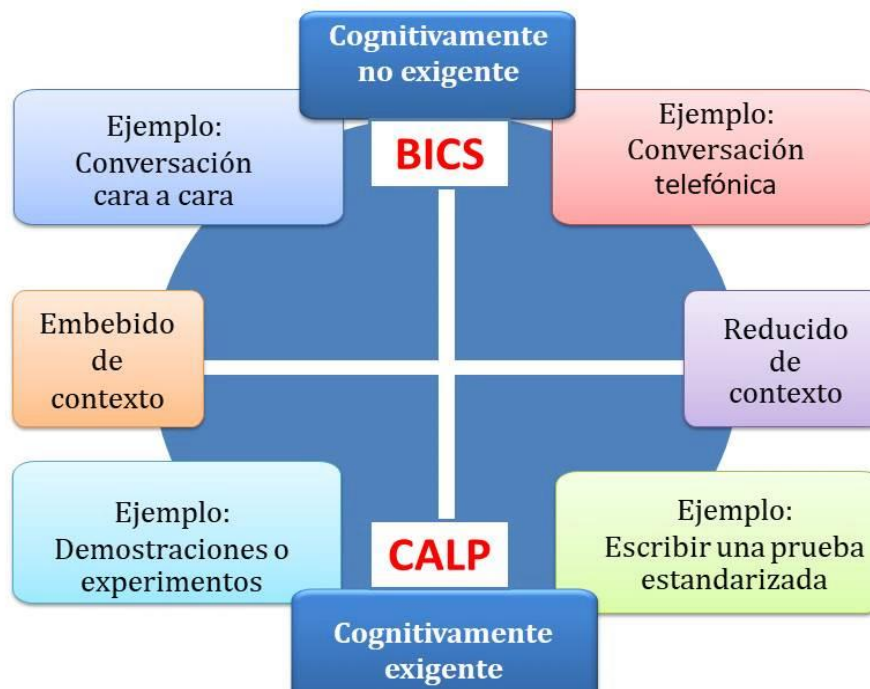 Cognitivamente
no exigente
Ejemplo:
Conversación
cara a cara
BICS
Ejemplo:
Conversación
telefónica
Embebido
de
contexto
Reducido
de
contexto
Ejemplo:
Demostraciones o
experimentos
CALP
Ejemplo:
Escribir una prueba
estandarizada
Cognitivamente
exigente